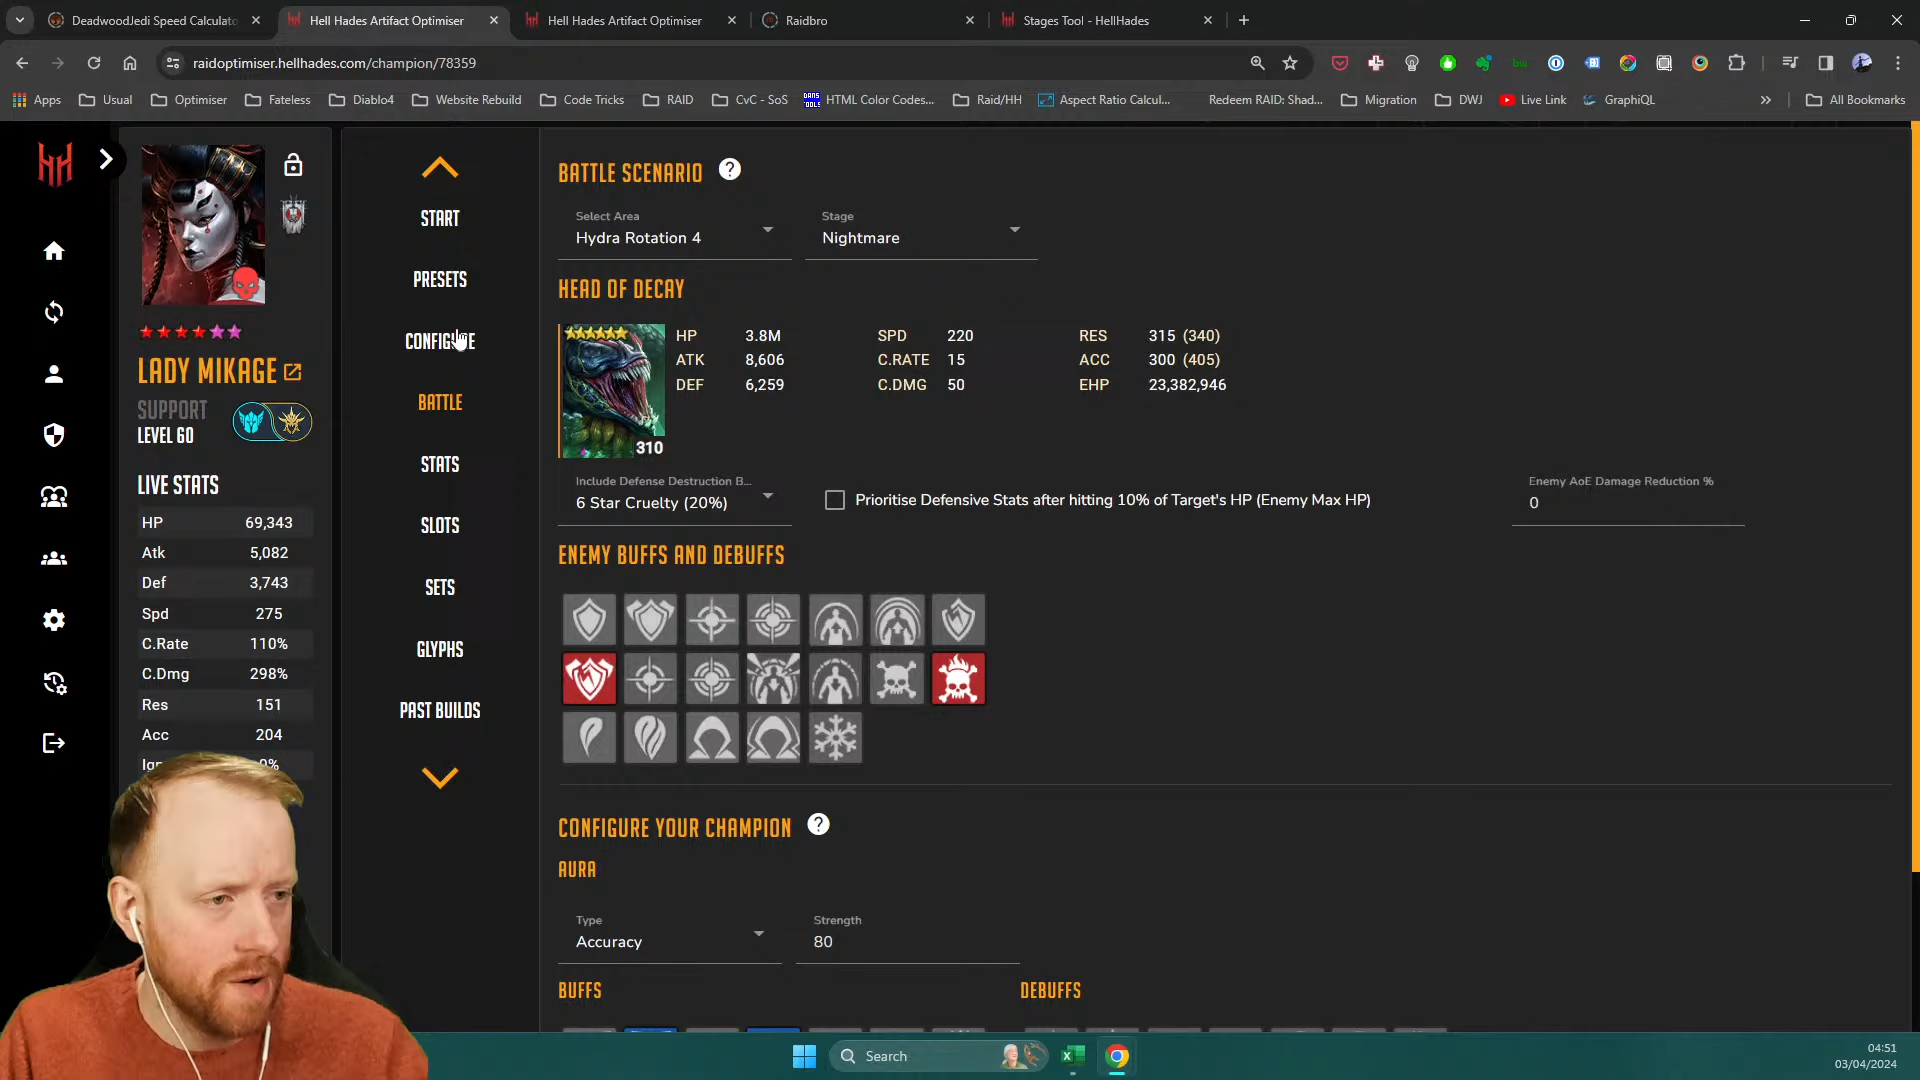 DeadwoodJedi Speed Calculato
Hell Hades Artifact Optimiser
Hell Hades Artifact Optimiser
Raidbro
Stages Tool - HellHades
raidoptimiser.hellhades.com/champion/78359
Apps
Usual
Optimiser
Fateless
Diablo4
Website Rebuild
Code Tricks
RAID
CvC - SoS
HTML Color Codes...
Raid/HH
Aspect Ratio Calcul...
Redeem RAID: Shad...
Migration
DWJ
Live Link
GraphiQL
All Bookmarks
LADY MIKAGE
SUPPORT
LEVEL 60
LIVE STATS
HP 69,343
Atk 5,082
Def 3,743
Spd 275
C.Rate 110%
C.Dmg 298%
Res 151
Acc 204
START
PRESETS
CONFIGURE
BATTLE
STATS
SLOTS
SETS
GLYPHS
PAST BUILDS
BATTLE SCENARIO
Select Area
Hydra Rotation 4
Stage
Nightmare
HEAD OF DECAY
310
HP 3.8M SPD 220 RES 315 (340)
ATK 8,606 C.RATE 15 ACC 300 (405)
DEF 6,259 C.DMG 50 EHP 23,382,946
Include Defense Destruction B...
6 Star Cruelty (20%)
Prioritise Defensive Stats after hitting 10% of Target's HP (Enemy Max HP)
Enemy AoE Damage Reduction %
0
ENEMY BUFFS AND DEBUFFS
CONFIGURE YOUR CHAMPION
AURA
Type
Accuracy
Strength
80
BUFFS
DEBUFFS
Search
04:51
03/04/2024